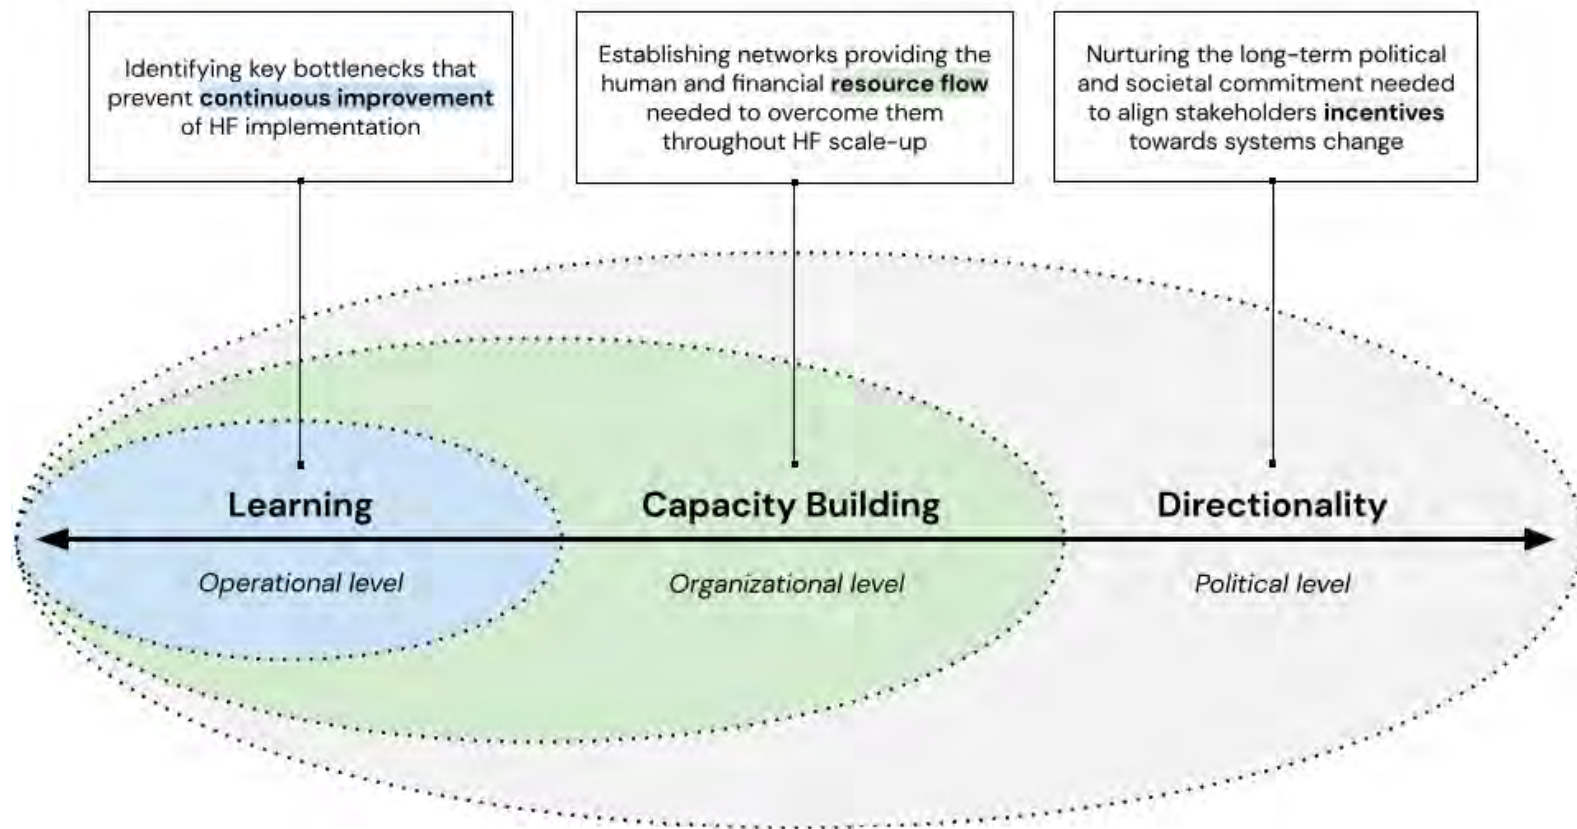 Identifying key bottlenecks that
prevent continuous improvement
of HF implementation
Establishing networks providing the
human and financial resource flow
needed to overcome them
throughout HF scale-up
Nurturing the long-term political
and societal commitment needed
to align stakeholders incentives
towards systems change
Learning
Capacity Building
Directionality
Operational level
Organizational level
Political level